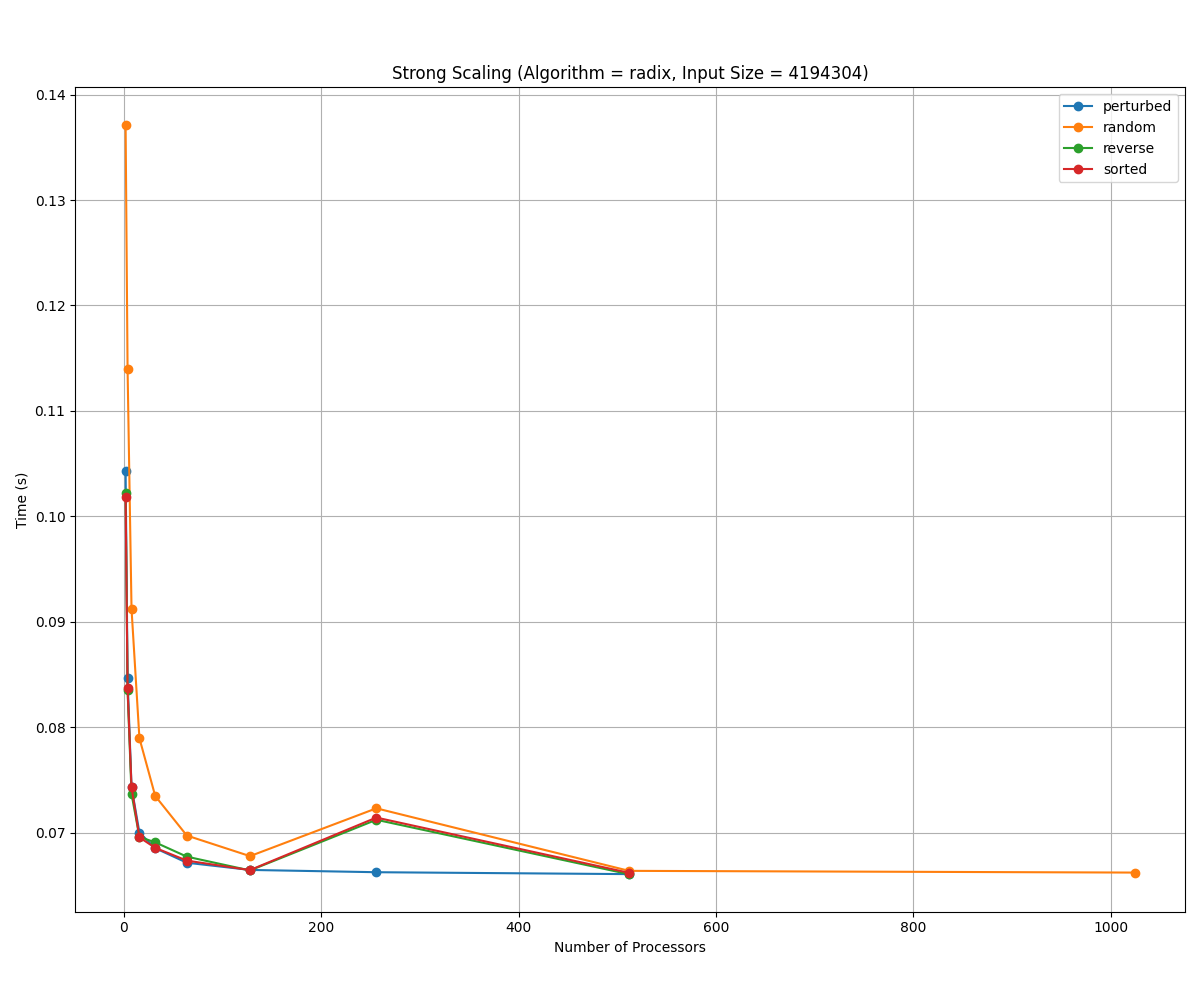 Strong Scaling (Algorithm = radix, Input Size = 4194304)
perturbed
random
reverse
sorted
Time (s)
0.14
0.13
0.12
0.11
0.10
0.09
0.08
0.07
0 200 400 600 800 1000
Number of Processors